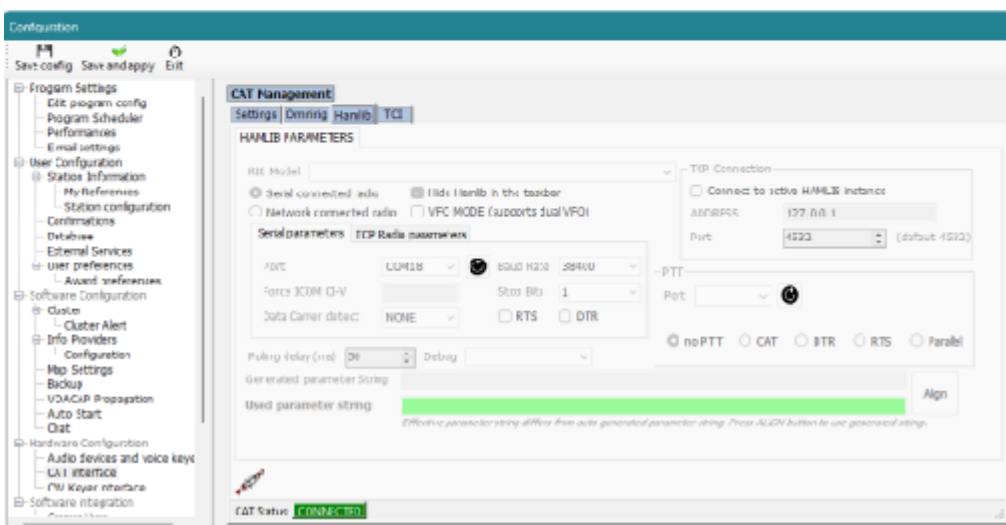 Configuration
Save config Save and appy Exit
Program Settings
Edit program config
Program Scheduler
Performances
E mail settings
User Configuration
Station Information
My References
Station configuration
Confirmations
Database
External Services
User preferences
Award preferences
Software Configuration
Cluster
Cluster Alert
Info Providers
Configuration
Map Settings
Backup
VOACAP Propagation
Auto Start
Chat
Hardware Configuration
Audio devices and voice keye
CAT interface
CW Keyer interface
Software integration
CAT Management
Settings Omnirig Hamlib TCI
HAMLIB PARAMETERS
RIG Model
Serial connected radio Hide Hamlib in the taskbar
Network connected radio VFC MODE (supports dual VFO)
Serial parameters TCP Radio parameters
Port COM18 Baud Rate 38400
Force ICOM CI-V Stop Bits 1
Data Carrier detect NONE RTS DTR
Polling delay (ms) Debug
TCP Connection
Connect to active HAMLIB instance
ADDRESS 127.0.0.1
Port 4532 (default 4532)
PTT
Port
no PTT CAT DTR RTS Parallel
Generated parameter String
Used parameter string
Align
Effective parameter string differs from auto generated parameter string. Press ALIGN button to use generated string.
CAT Status CONNECTED